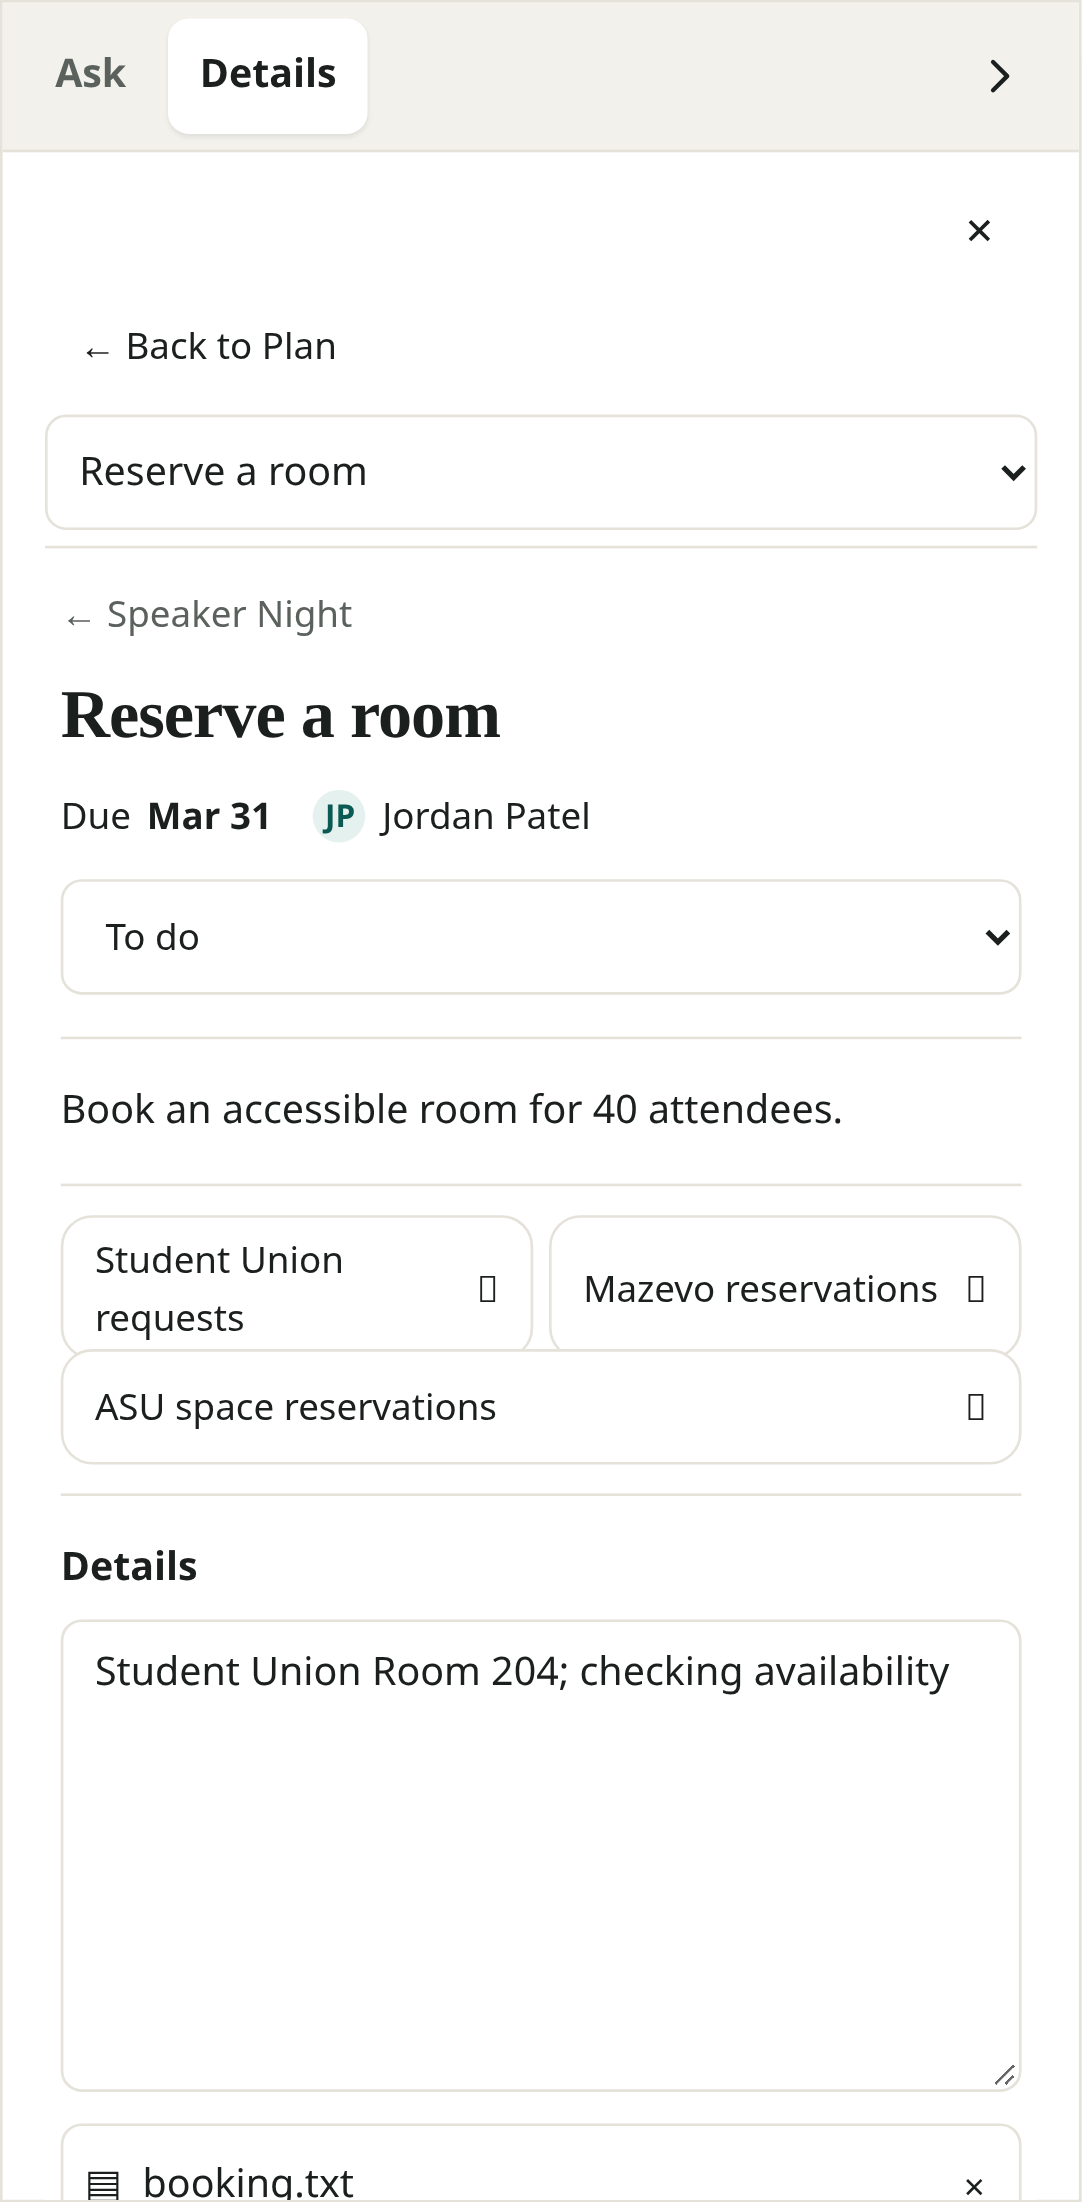 Ask Details
×
← Back to Plan
Reserve a room
← Speaker Night
Reserve a room
Due Mar 31 JP Jordan Patel
To do
Book an accessible room for 40 attendees.
Student Union
requests
Mazevo reservations
ASU space reservations
Details
Student Union Room 204; checking availability
booking.txt ×